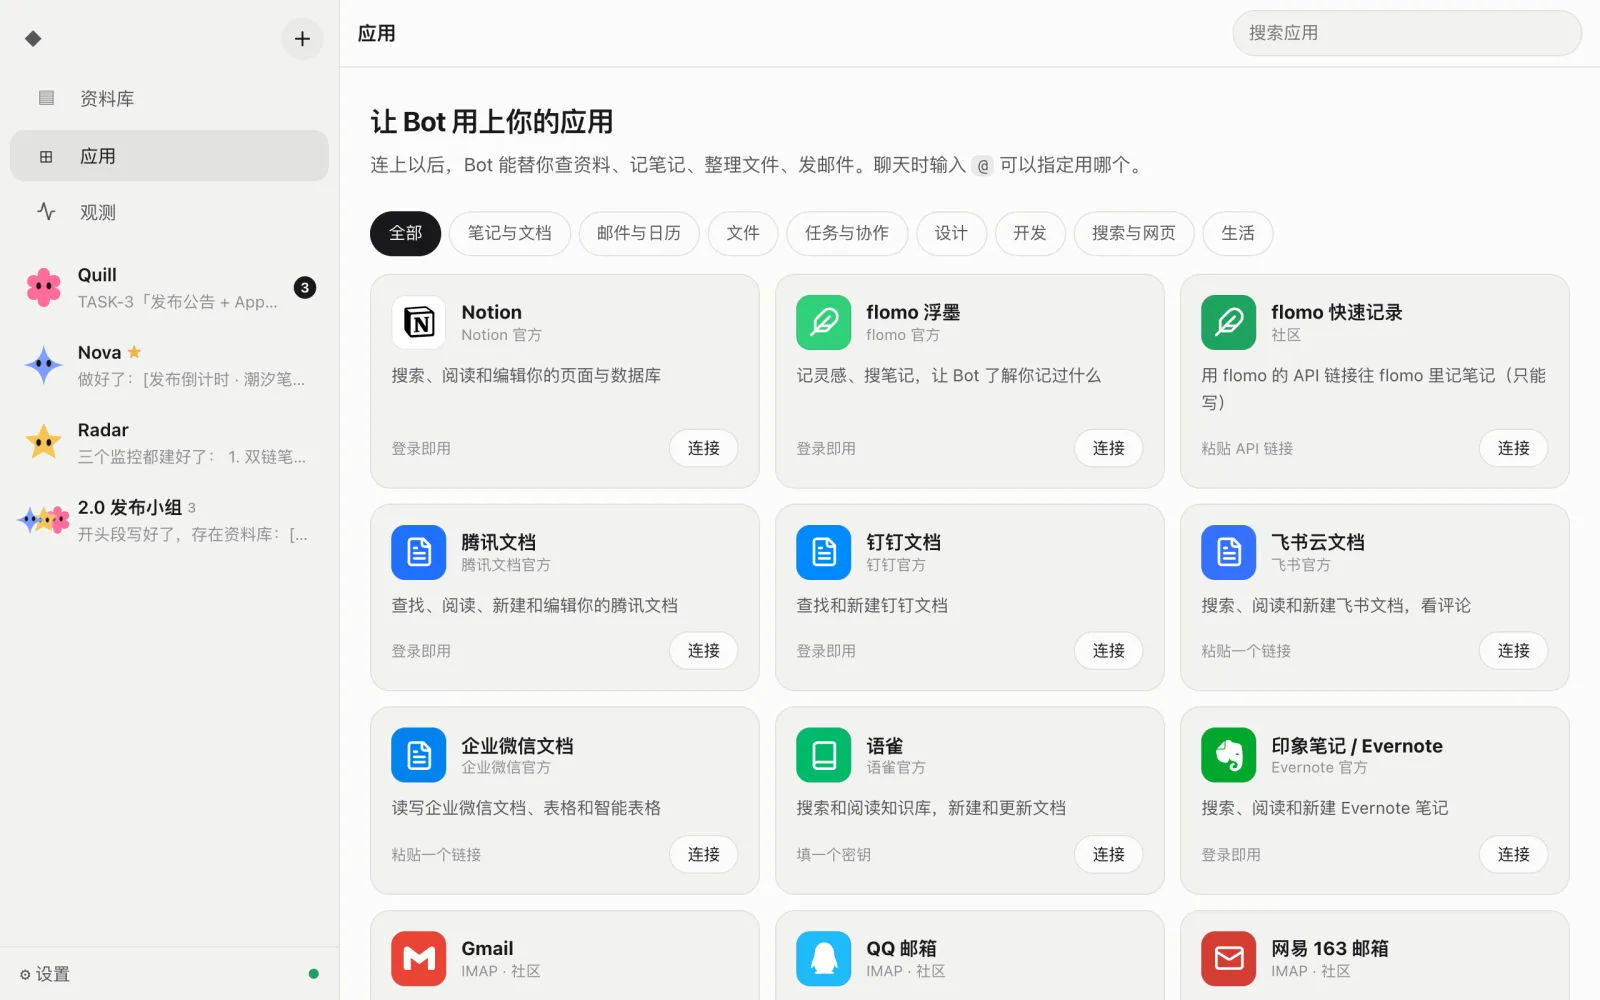 资料库
应用
观测
Quill
TASK-3「发布公告 + App...
3
Nova
做好了：[发布倒计时 · 潮汐笔...
Radar
三个监控都建好了： 1. 双链笔...
2.0 发布小组 3
开头段写好了，存在资料库：[...
设置
应用
搜索应用
让 Bot 用上你的应用
连上以后，Bot 能替你查资料、记笔记、整理文件、发邮件。聊天时输入 @ 可以指定用哪个。
全部 笔记与文档 邮件与日历 文件 任务与协作 设计 开发 搜索与网页 生活
Notion
Notion 官方
搜索、阅读和编辑你的页面与数据库
登录即用 连接
flomo 浮墨
flomo 官方
记灵感、搜笔记，让 Bot 了解你记过什么
登录即用 连接
flomo 快速记录
社区
用 flomo 的 API 链接往 flomo 里记笔记（只能
写）
粘贴 API 链接 连接
腾讯文档
腾讯文档官方
查找、阅读、新建和编辑你的腾讯文档
登录即用 连接
钉钉文档
钉钉官方
查找和新建钉钉文档
登录即用 连接
飞书云文档
飞书官方
搜索、阅读和新建飞书文档，看评论
粘贴一个链接 连接
企业微信文档
企业微信官方
读写企业微信文档、表格和智能表格
粘贴一个链接 连接
语雀
语雀官方
搜索和阅读知识库，新建和更新文档
填一个密钥 连接
印象笔记 / Evernote
Evernote 官方
搜索、阅读和新建 Evernote 笔记
登录即用 连接
Gmail
IMAP · 社区
QQ 邮箱
IMAP · 社区
网易 163 邮箱
IMAP · 社区